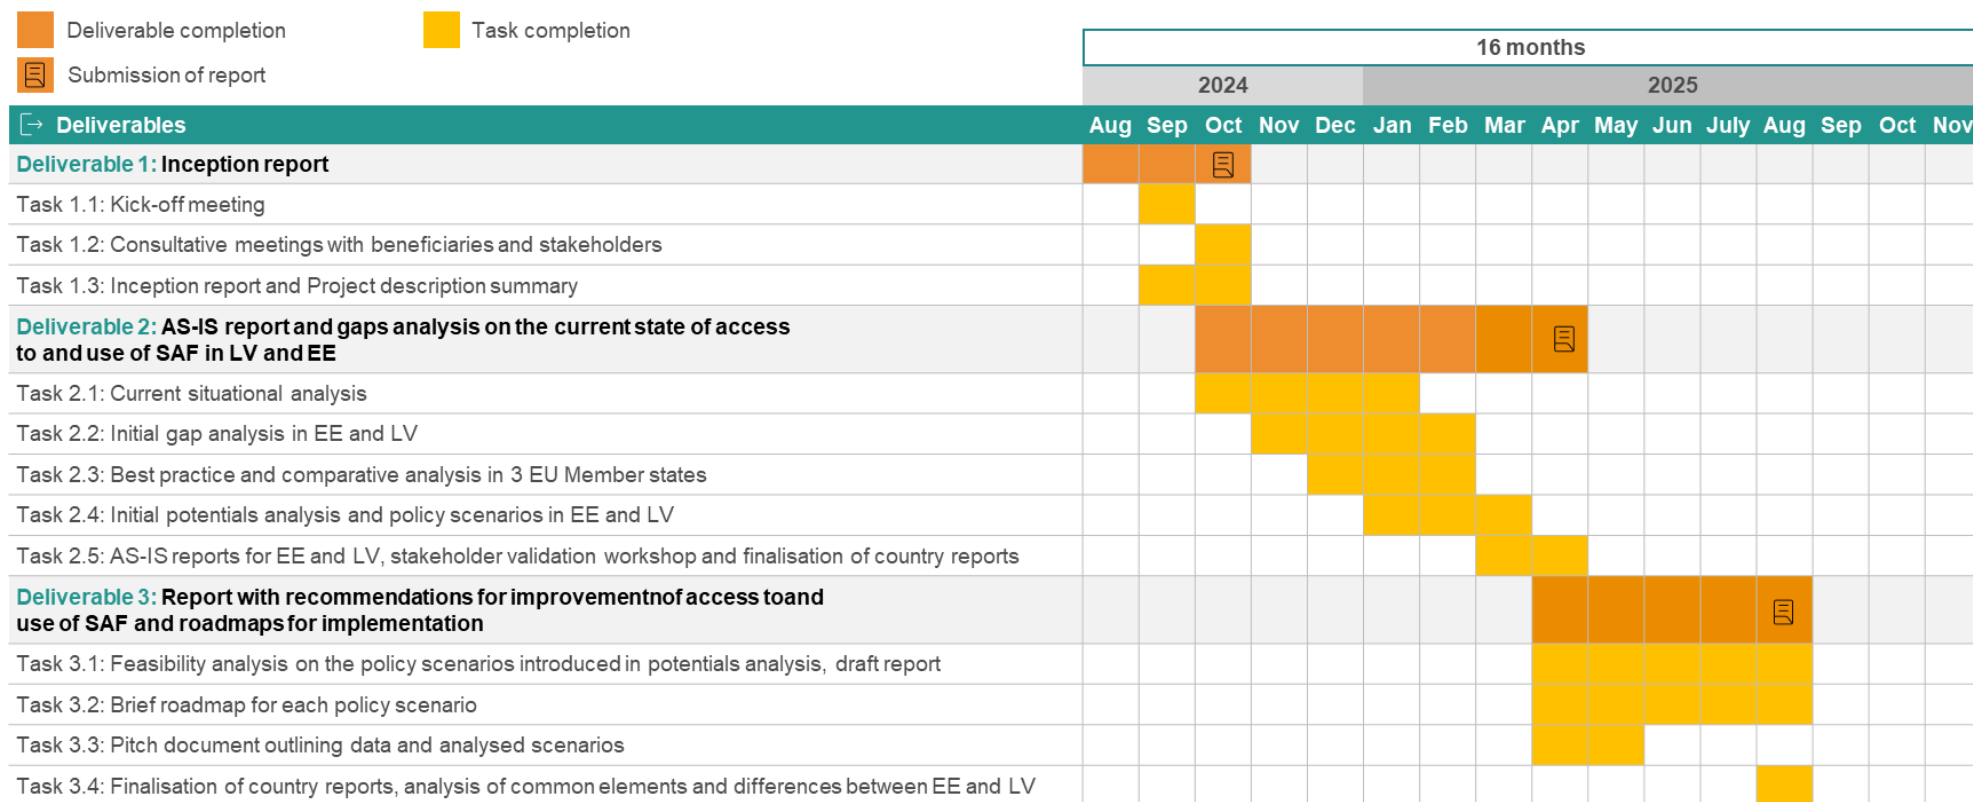 Deliverable completion
Task completion
Submission of report
16 months
2024
2025
Deliverables
Aug Sep Oct Nov Dec Jan Feb Mar Apr May Jun July Aug Sep Oct Nov
Deliverable 1: Inception report
Task 1.1: Kick-off meeting
Task 1.2: Consultative meetings with beneficiaries and stakeholders
Task 1.3: Inception report and Project description summary
Deliverable 2: AS-IS report and gaps analysis on the current state of access
to and use of SAF in LV and EE
Task 2.1: Current situational analysis
Task 2.2: Initial gap analysis in EE and LV
Task 2.3: Best practice and comparative analysis in 3 EU Member states
Task 2.4: Initial potentials analysis and policy scenarios in EE and LV
Task 2.5: AS-IS reports for EE and LV, stakeholder validation workshop and finalisation of country reports
Deliverable 3: Report with recommendations for improvementnof access toand
use of SAF and roadmaps for implementation
Task 3.1: Feasibility analysis on the policy scenarios introduced in potentials analysis, draft report
Task 3.2: Brief roadmap for each policy scenario
Task 3.3: Pitch document outlining data and analysed scenarios
Task 3.4: Finalisation of country reports, analysis of common elements and differences between EE and LV